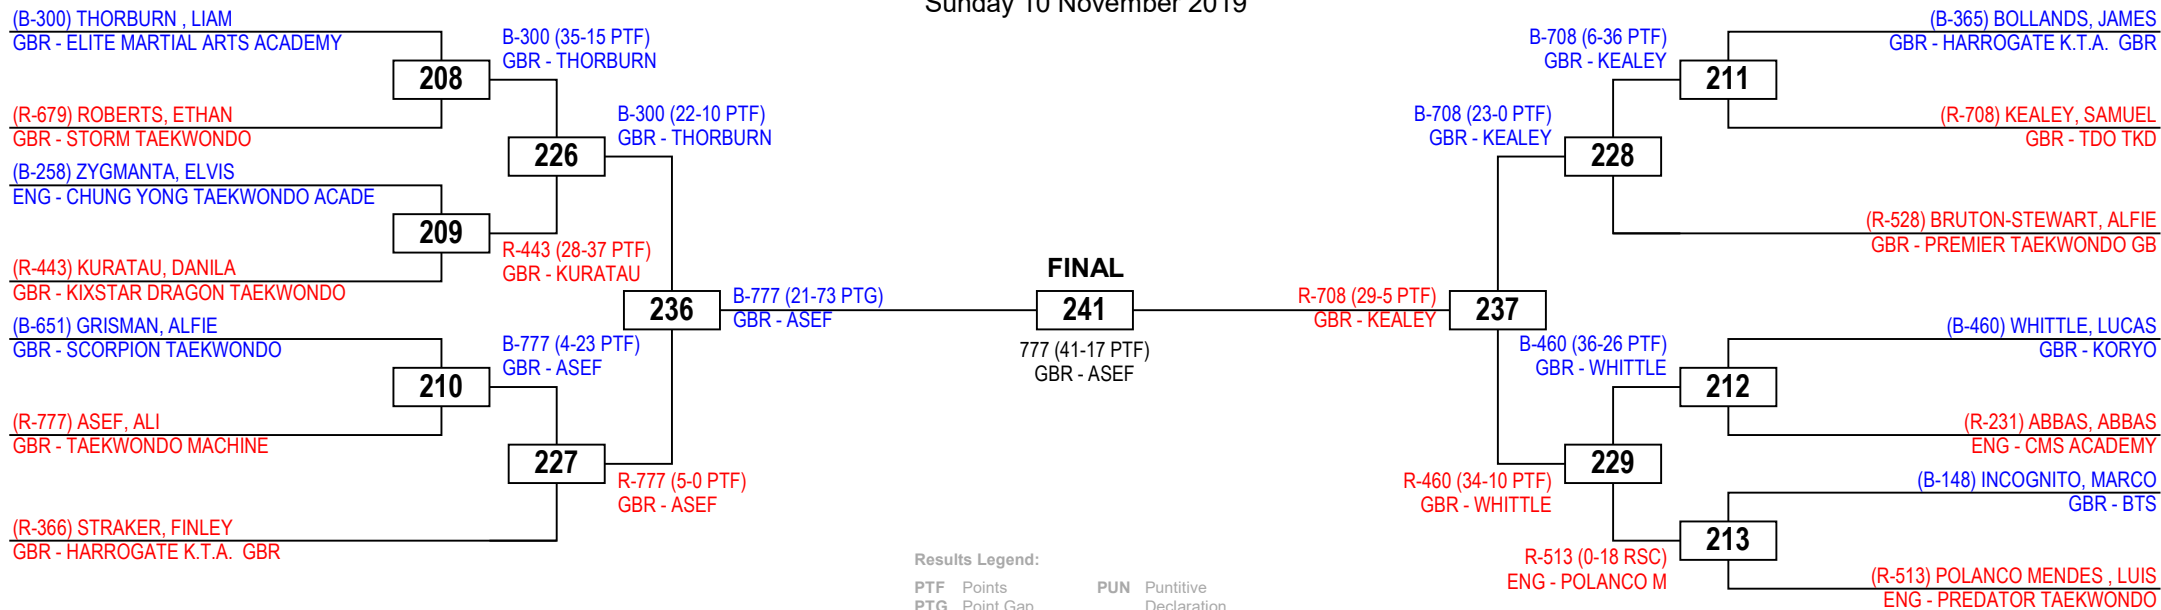 Sunday 10 November 2019
(B-300) THORBURN , LIAM
GBR - ELITE MARTIAL ARTS ACADEMY
208
(R-679) ROBERTS, ETHAN
GBR - STORM TAEKWONDO
(B-258) ZYGMANTA, ELVIS
ENG - CHUNG YONG TAEKWONDO ACADE
209
(R-443) KURATAU, DANILA
GBR - KIXSTAR DRAGON TAEKWONDO
(B-651) GRISMAN, ALFIE
GBR - SCORPION TAEKWONDO
210
(R-777) ASEF, ALI
GBR - TAEKWONDO MACHINE
(R-366) STRAKER, FINLEY
GBR - HARROGATE K.T.A.  GBR
B-300 (35-15 PTF)
GBR - THORBURN
226
R-443 (28-37 PTF)
GBR - KURATAU
B-777 (4-23 PTF)
GBR - ASEF
227
B-300 (22-10 PTF)
GBR - THORBURN
236
R-777 (5-0 PTF)
GBR - ASEF
B-777 (21-73 PTG)
GBR - ASEF
FINAL
241
777 (41-17 PTF)
GBR - ASEF
R-708 (29-5 PTF)
GBR - KEALEY
237
B-708 (23-0 PTF)
GBR - KEALEY
R-460 (34-10 PTF)
GBR - WHITTLE
B-708 (6-36 PTF)
GBR - KEALEY
228
B-460 (36-26 PTF)
GBR - WHITTLE
229
R-513 (0-18 RSC)
ENG - POLANCO M
(B-365) BOLLANDS, JAMES
GBR - HARROGATE K.T.A.  GBR
211
(R-708) KEALEY, SAMUEL
GBR - TDO TKD
(R-528) BRUTON-STEWART, ALFIE
GBR - PREMIER TAEKWONDO GB
(B-460) WHITTLE, LUCAS
GBR - KORYO
212
(R-231) ABBAS, ABBAS
ENG - CMS ACADEMY
(B-148) INCOGNITO, MARCO
GBR - BTS
213
(R-513) POLANCO MENDES , LUIS
ENG - PREDATOR TAEKWONDO
Results Legend:
PTF Points
PUN Puntitive
PTG Point Gap
Declaration